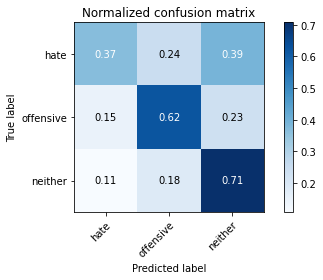 Normalized confusion matrix
True label
hate 0.37 0.24 0.39
offensive 0.15 0.62 0.23
neither 0.11 0.18 0.71
hate offensive neither
Predicted label
0.7
0.6
0.5
0.4
0.3
0.2